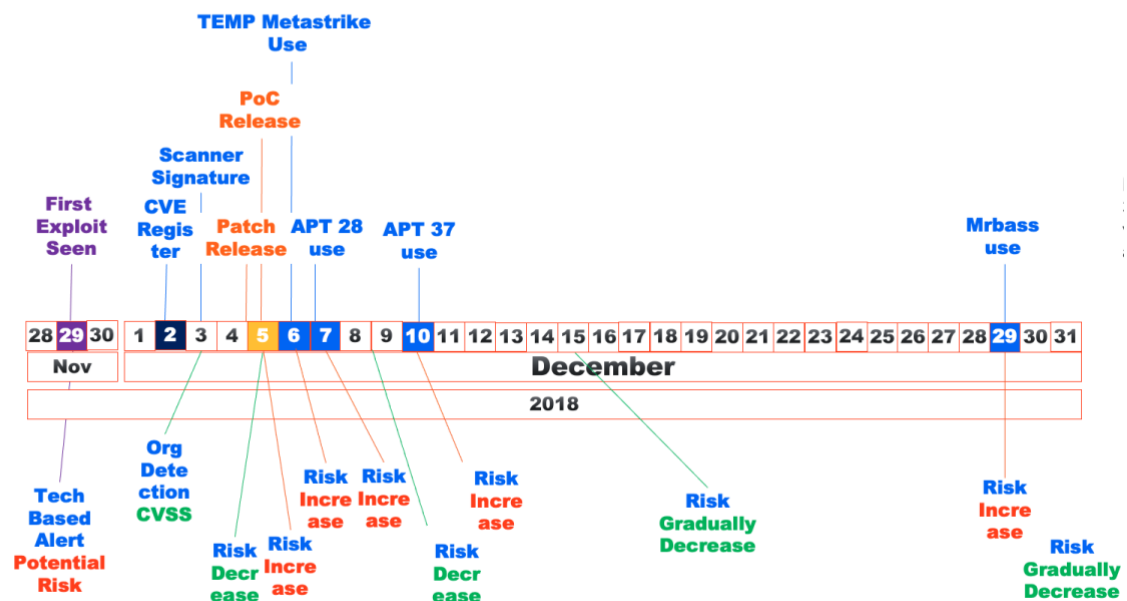 TEMP Metastrike
Use
PoC
Release
Scanner
Signature
First
Exploit
Seen
CVE
Regis
ter
Patch
Release
APT 28
use
APT 37
use
Mrbass
use
28 29 30 1 2 3 4 5 6 7 8 9 10 11 12 13 14 15 16 17 18 19 20 21 22 23 24 25 26 27 28 29 30 31
Nov December
2018
Tech
Based
Alert
Potential
Risk
Org
Dete
ction
CVSS
Risk
Decr
ease
Risk
Incre
ase
Risk
Incre
ase
Risk
Incre
ase
Risk
Decr
ease
Risk
Incre
ase
Risk
Gradually
Decrease
Risk
Incre
ase
Risk
Gradually
Decrease